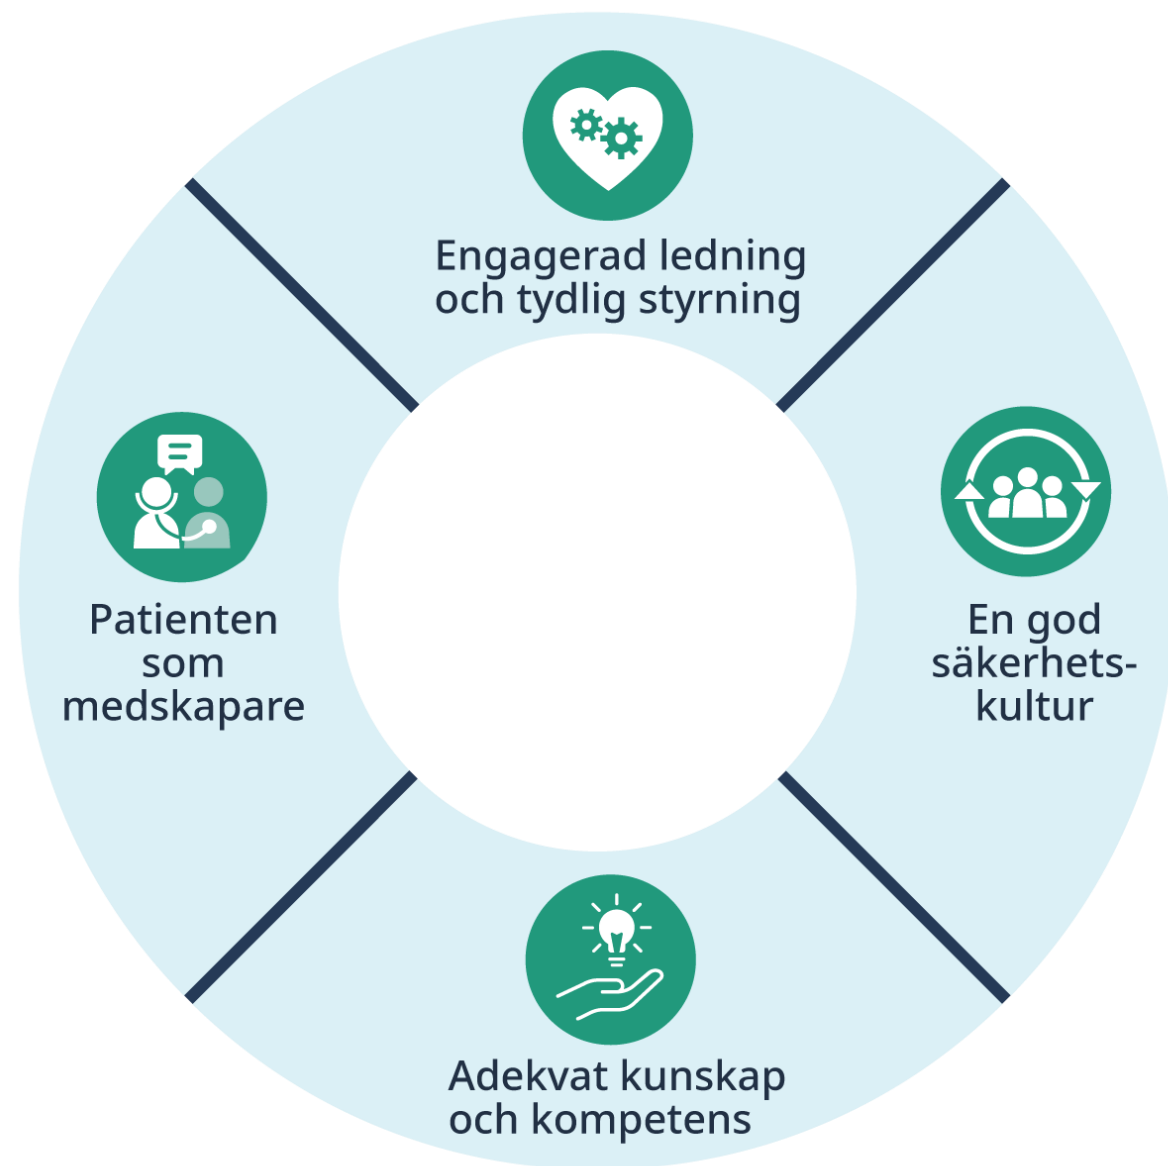 Engagerad ledning
och tydlig styrning
Patienten
som
medskapare
En god
säkerhets-
kultur
Adekvat kunskap
och kompetens